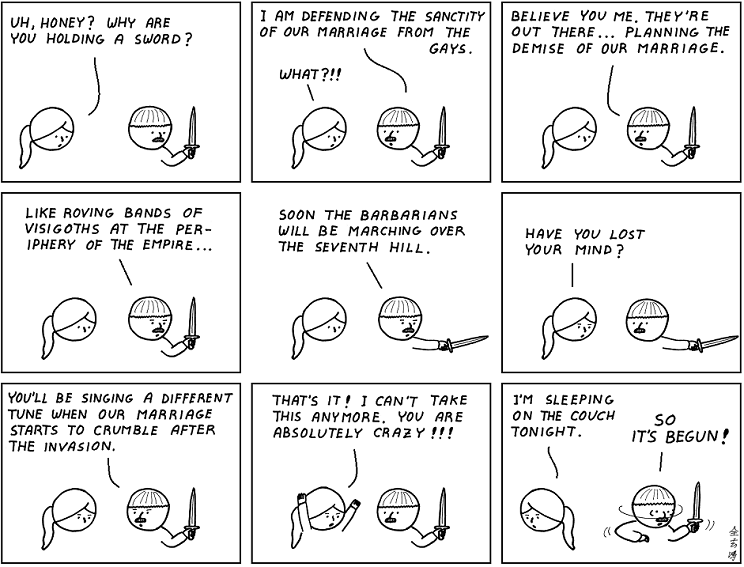 UH, HONEY? WHY ARE
YOU HOLDING A SWORD?
I AM DEFENDING THE SANCTITY
OF OUR MARRIAGE FROM THE
GAYS.
WHAT?!!
BELIEVE YOU ME. THEY'RE
OUT THERE... PLANNING THE
DEMISE OF OUR MARRIAGE.
LIKE ROVING BANDS OF
VISIGOTHS AT THE PER-
IPHERY OF THE EMPIRE...
SOON THE BARBARIANS
WILL BE MARCHING OVER
THE SEVENTH HILL.
HAVE YOU LOST
YOUR MIND?
YOU'LL BE SINGING A DIFFERENT
TUNE WHEN OUR MARRIAGE
STARTS TO CRUMBLE AFTER
THE INVASION.
THAT'S IT! I CAN'T TAKE
THIS ANYMORE. YOU ARE
ABSOLUTELY CRAZY!!!
I'M SLEEPING
ON THE COUCH
TONIGHT.
SO
IT'S BEGUN!